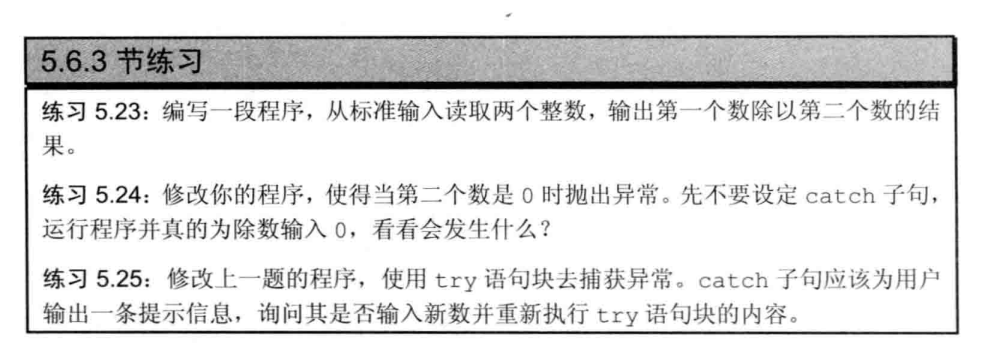 5.6.3 节练习
练习 5.23：编写一段程序，从标准输入读取两个整数，输出第一个数除以第二个数的结
果。
练习 5.24：修改你的程序，使得当第二个数是 0 时抛出异常。先不要设定 catch 子句，
运行程序并真的为除数输入 0，看看会发生什么？
练习 5.25：修改上一题的程序，使用 try 语句块去捕获异常。catch 子句应该为用户
输出一条提示信息，询问其是否输入新数并重新执行 try 语句块的内容。